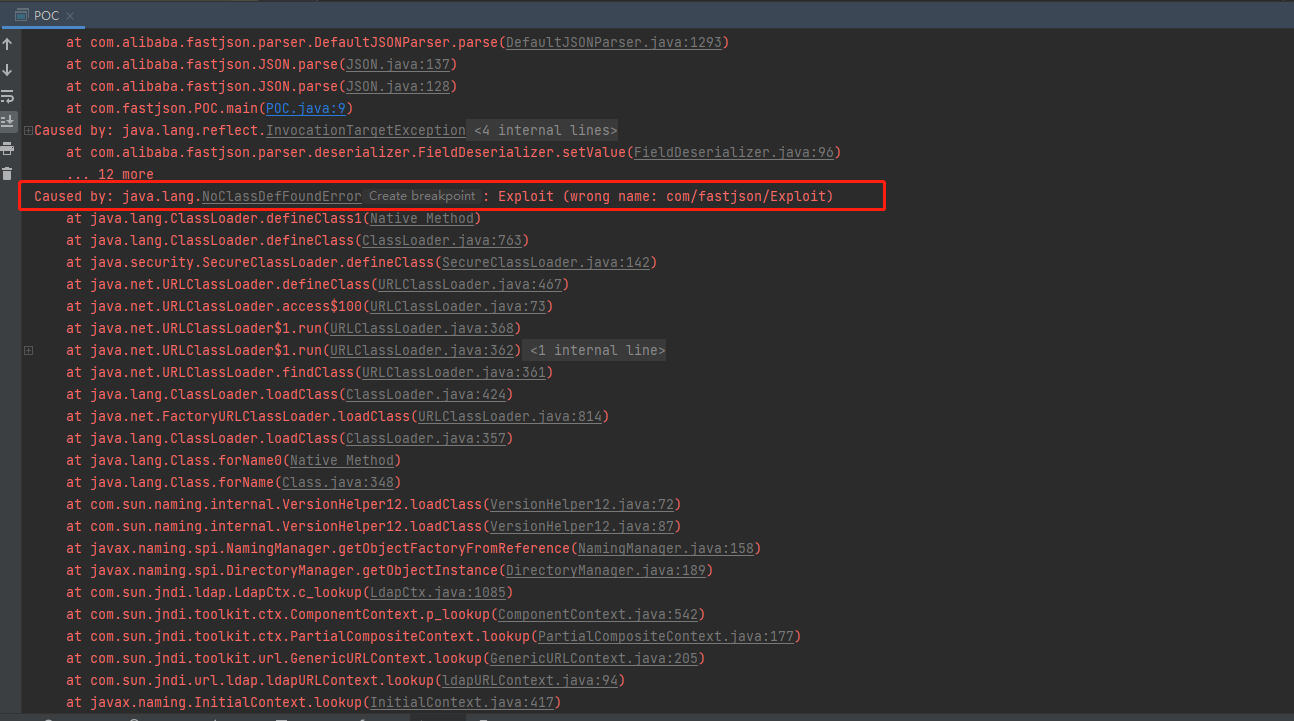 POC
at com.alibaba.fastjson.parser.DefaultJSONParser.parse(DefaultJSONParser.java:1293)
at com.alibaba.fastjson.JSON.parse(JSON.java:137)
at com.alibaba.fastjson.JSON.parse(JSON.java:128)
at com.fastjson.POC.main(POC.java:9)
Caused by: java.lang.reflect.InvocationTargetException <4 internal lines>
at com.alibaba.fastjson.parser.deserializer.FieldDeserializer.setValue(FieldDeserializer.java:96)
... 12 more
Caused by: java.lang.NoClassDefFoundError Create breakpoint : Exploit (wrong name: com/fastjson/Exploit)
at java.lang.ClassLoader.defineClass1(Native Method)
at java.lang.ClassLoader.defineClass(ClassLoader.java:763)
at java.security.SecureClassLoader.defineClass(SecureClassLoader.java:142)
at java.net.URLClassLoader.defineClass(URLClassLoader.java:467)
at java.net.URLClassLoader.access$100(URLClassLoader.java:73)
at java.net.URLClassLoader$1.run(URLClassLoader.java:368)
at java.net.URLClassLoader$1.run(URLClassLoader.java:362) <1 internal line>
at java.net.URLClassLoader.findClass(URLClassLoader.java:361)
at java.lang.ClassLoader.loadClass(ClassLoader.java:424)
at java.net.FactoryURLClassLoader.loadClass(URLClassLoader.java:814)
at java.lang.ClassLoader.loadClass(ClassLoader.java:357)
at java.lang.Class.forName0(Native Method)
at java.lang.Class.forName(Class.java:348)
at com.sun.naming.internal.VersionHelper12.loadClass(VersionHelper12.java:72)
at com.sun.naming.internal.VersionHelper12.loadClass(VersionHelper12.java:87)
at javax.naming.spi.NamingManager.getObjectFactoryFromReference(NamingManager.java:158)
at javax.naming.spi.DirectoryManager.getObjectInstance(DirectoryManager.java:189)
at com.sun.jndi.ldap.LdapCtx.c_lookup(LdapCtx.java:1085)
at com.sun.jndi.toolkit.ctx.ComponentContext.p_lookup(ComponentContext.java:542)
at com.sun.jndi.toolkit.ctx.PartialCompositeContext.lookup(PartialCompositeContext.java:177)
at com.sun.jndi.toolkit.url.GenericURLContext.lookup(GenericURLContext.java:205)
at com.sun.jndi.url.ldap.ldapURLContext.lookup(ldapURLContext.java:94)
at javax.naming.InitialContext.lookup(InitialContext.java:417)